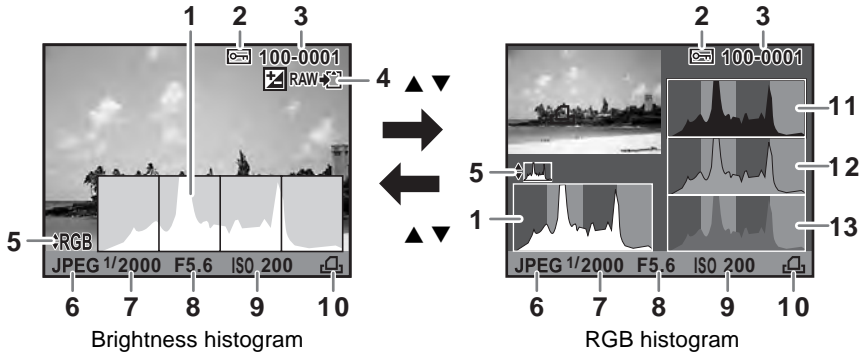 1 2 3
100-0001
RAW
4
5
RGB
JPEG 1/2000 F5.6 ISO 200
6 7 8 9 10
Brightness histogram
▲ ▼
▲ ▼
2 3
100-0001
11
12
13
5
1
JPEG 1/2000 F5.6 ISO 200
6 7 8 9 10
RGB histogram